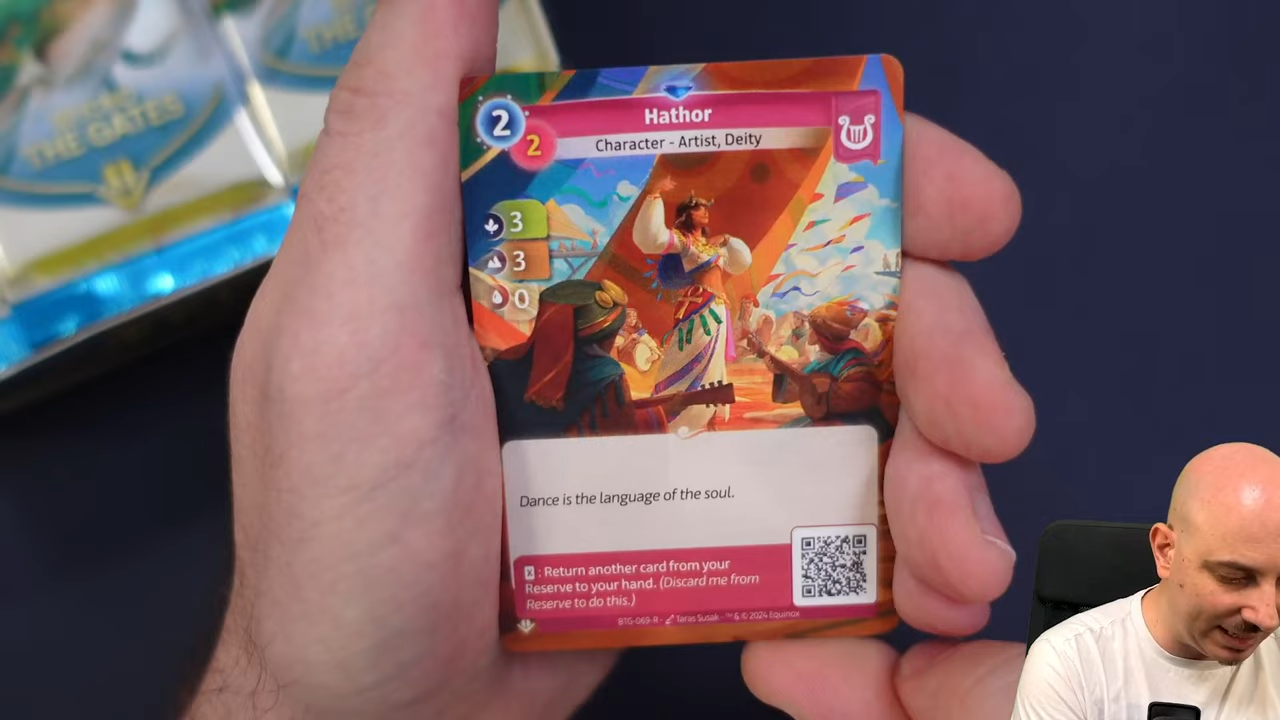 THE GATES
THE
2
2
Hathor
Character - Artist, Deity
3
3
0
Dance is the language of the soul.
X : Return another card from your
Reserve to your hand. (Discard me from
Reserve to do this.)
BTG-069-R - Taras Susak - ™ & © 2024 Equinox